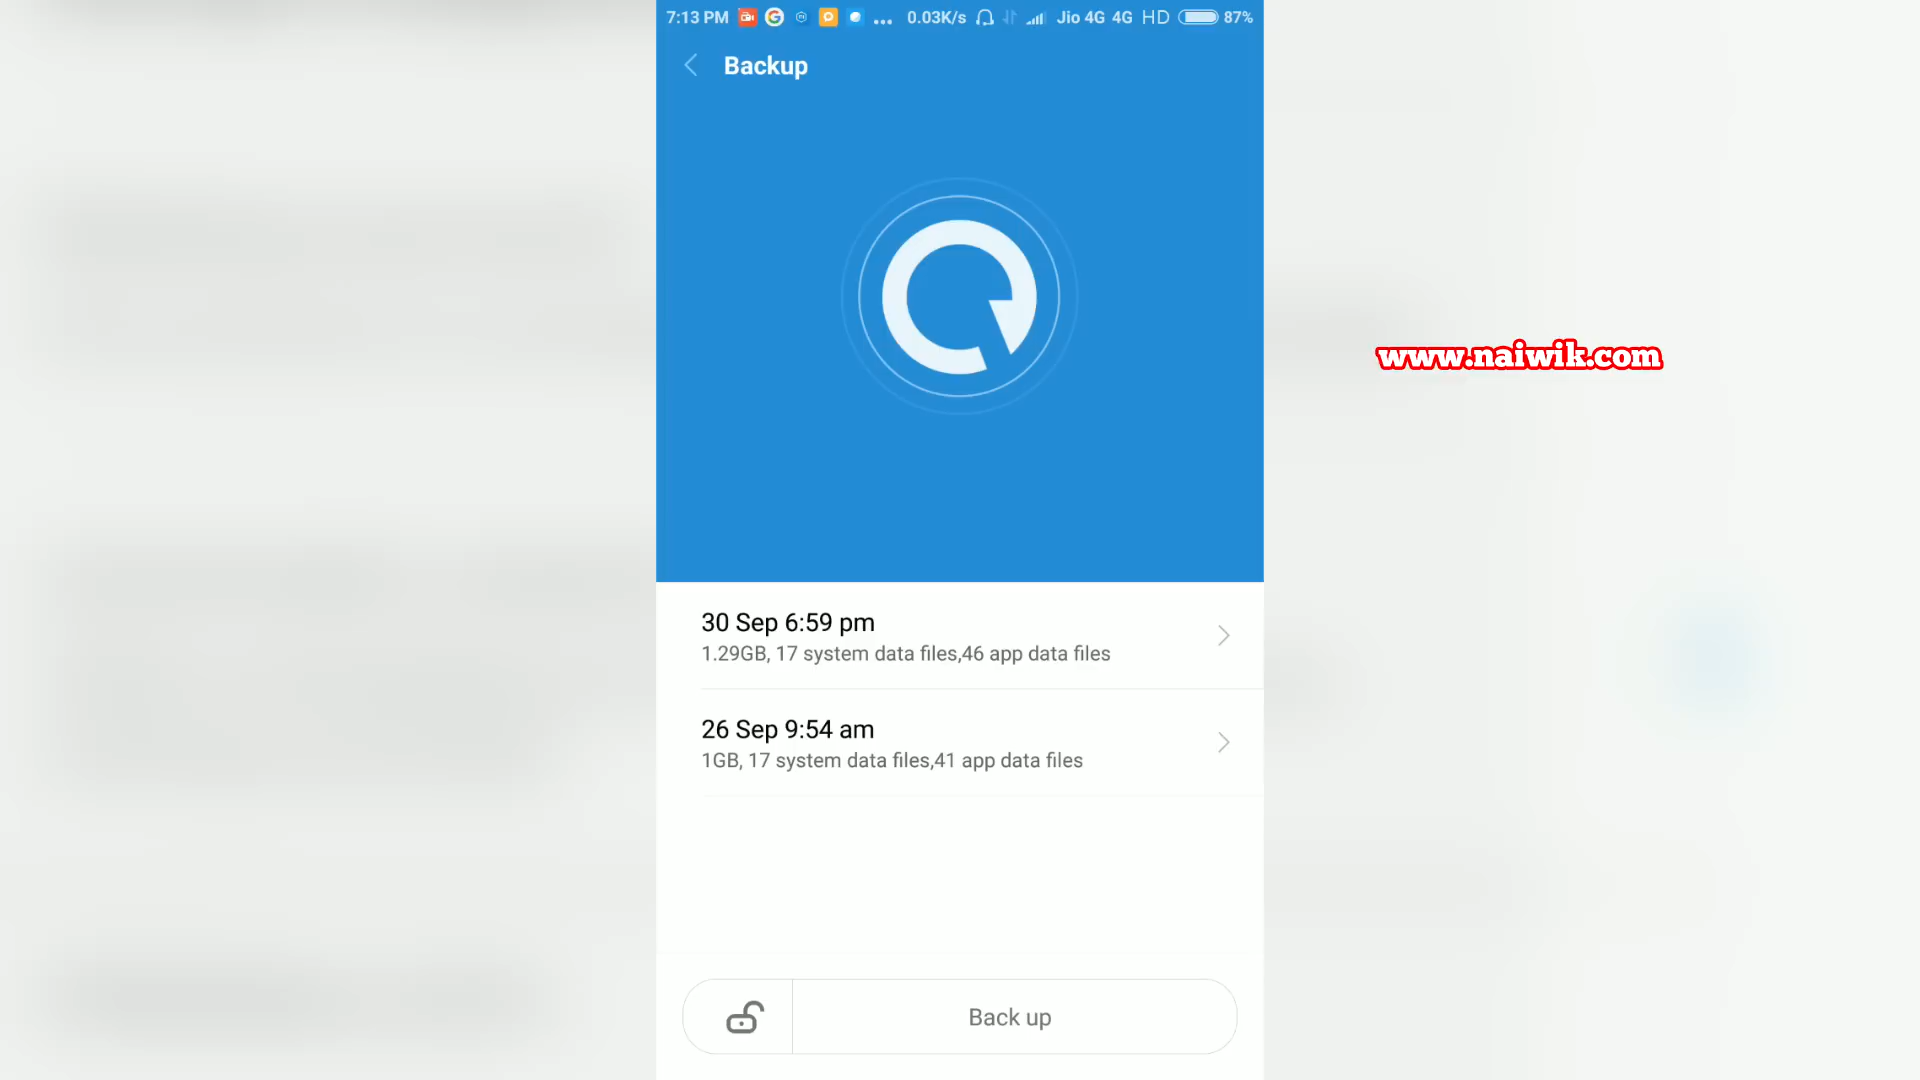 7:13 PM ... 0.03K/s Jio 4G 4G HD 87%
Backup
www.naiwik.com
30 Sep 6:59 pm
1.29GB, 17 system data files,46 app data files
26 Sep 9:54 am
1GB, 17 system data files,41 app data files
Back up